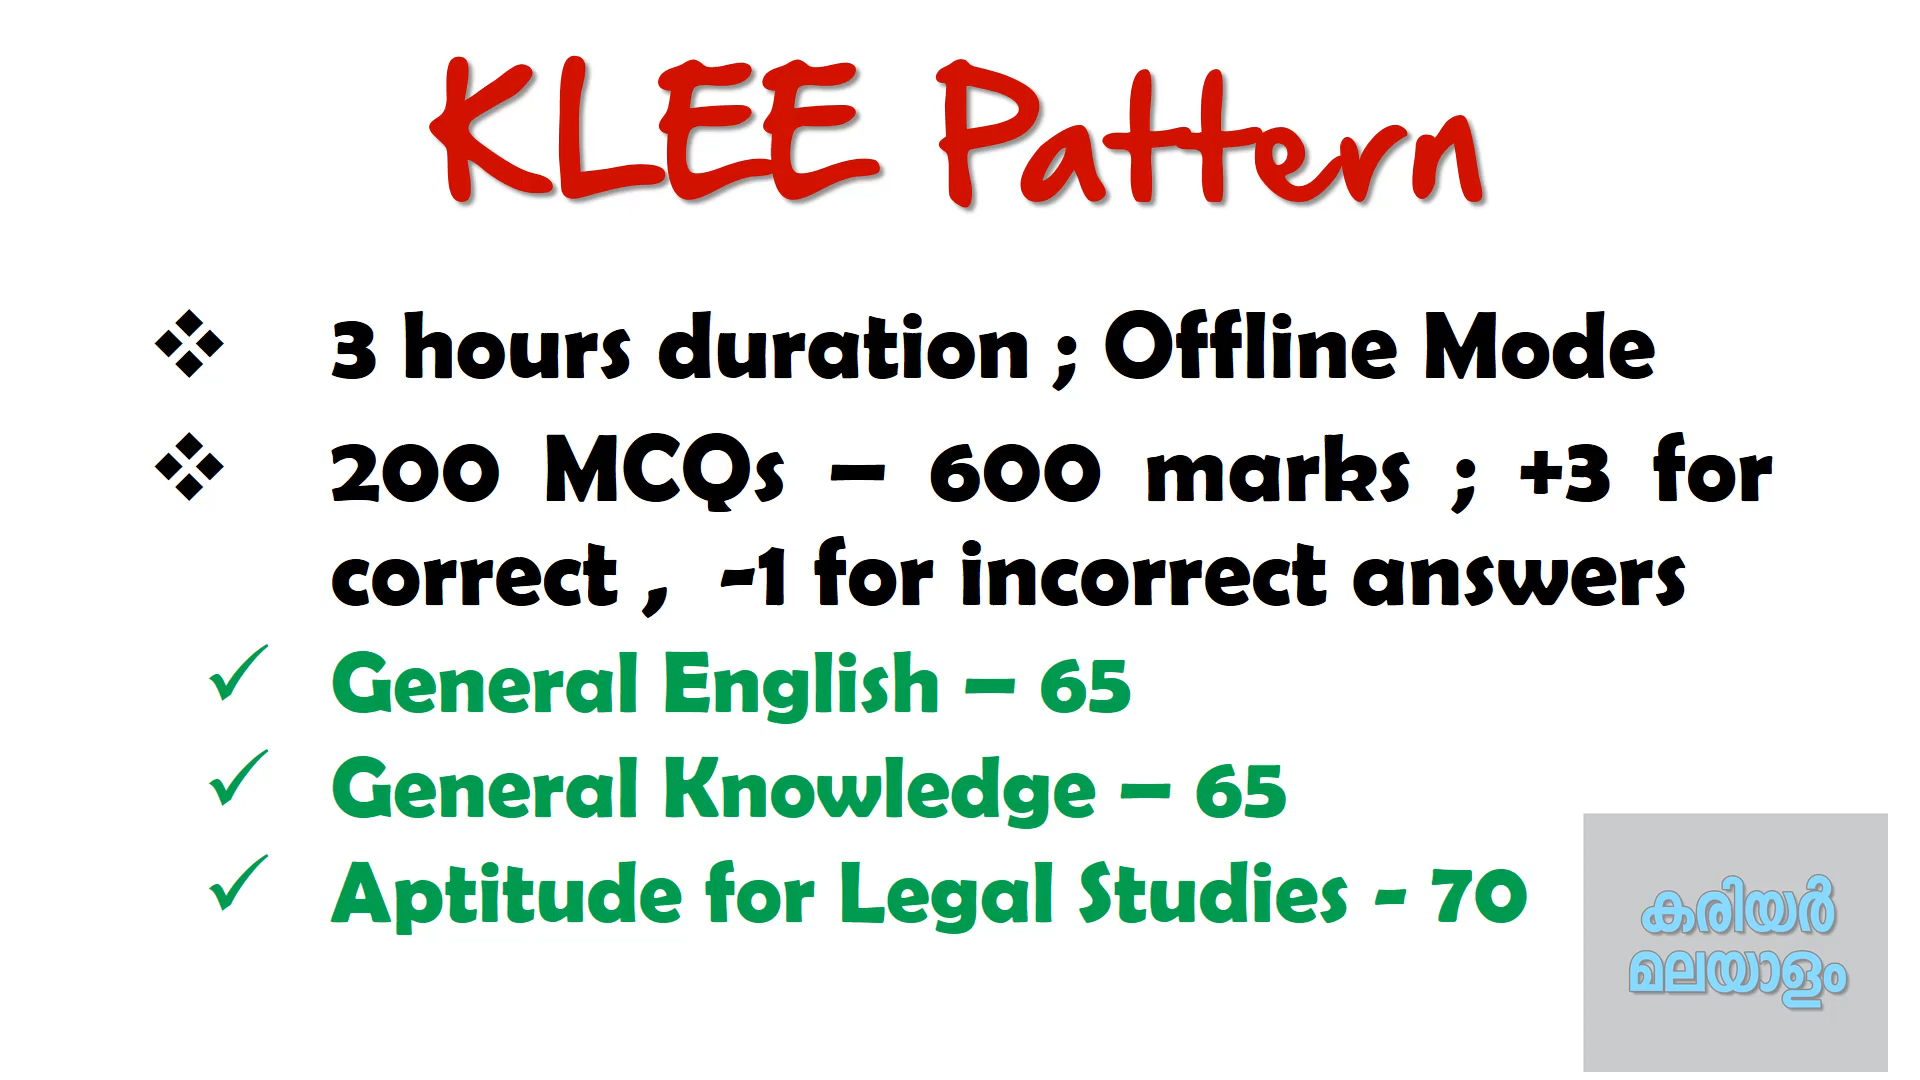 KLEE Pattern
❖ 3 hours duration ; Offline Mode
❖ 200 MCQs – 600 marks ; +3 for
correct , -1 for incorrect answers
✓ General English – 65
✓ General Knowledge – 65
✓ Aptitude for Legal Studies - 70
കരിയർ
മലയാളം